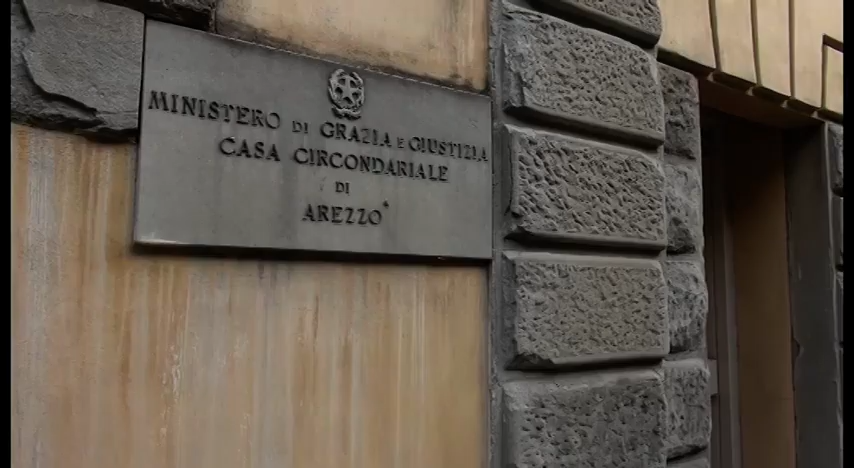 MINISTERO DI GRAZIA E GIUSTIZIA
CASA CIRCONDARIALE
DI
AREZZO